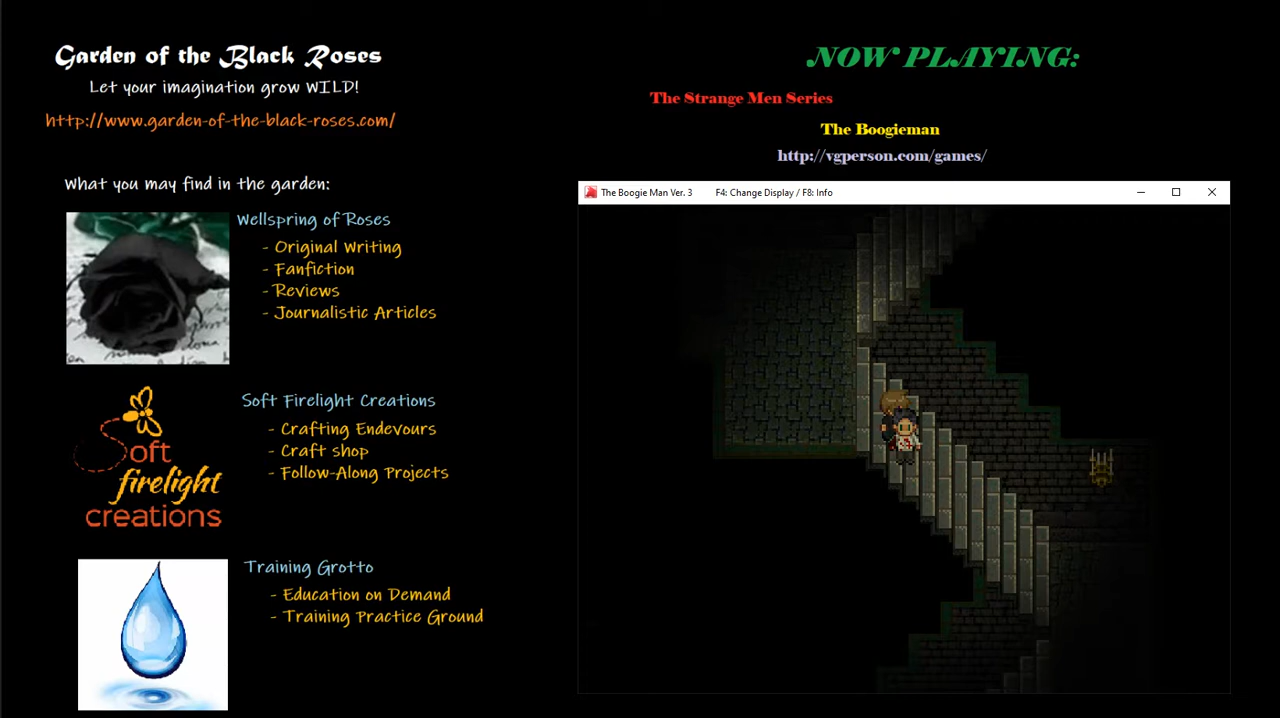 Garden of the Black Roses
Let your imagination grow WILD!
http://www.garden-of-the-black-roses.com/
What you may find in the garden:
Wellspring of Roses
- Original Writing
- Fanfiction
- Reviews
- Journalistic Articles
Soft
firelight
creations
Soft Firelight Creations
- Crafting Endevours
- Craft shop
- Follow-Along Projects
Training Grotto
- Education on Demand
- Training Practice Ground
NOW PLAYING:
The Strange Men Series
The Boogieman
http://vgperson.com/games/
The Boogie Man Ver. 3 F4: Change Display / F8: Info